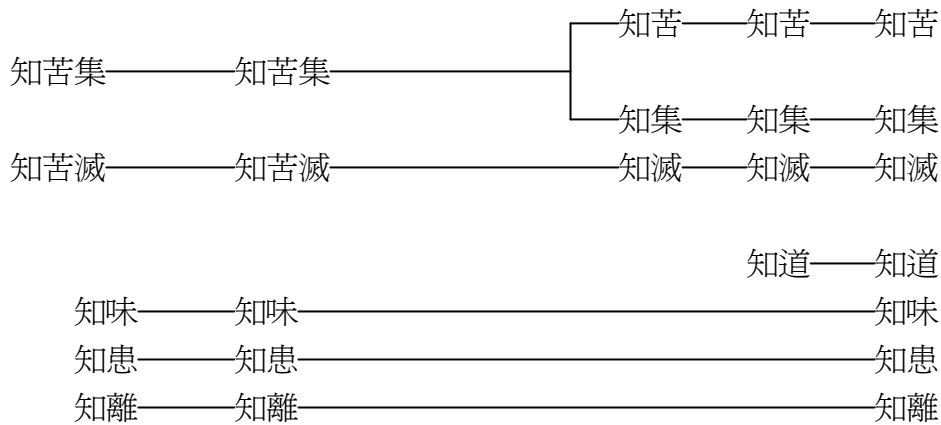 知苦 知苦 知苦
知苦集 知苦集
知集 知集 知集
知苦滅 知苦滅 知滅 知滅 知滅
知道 知道
知味 知味 知味
知患 知患 知患
知離 知離 知離